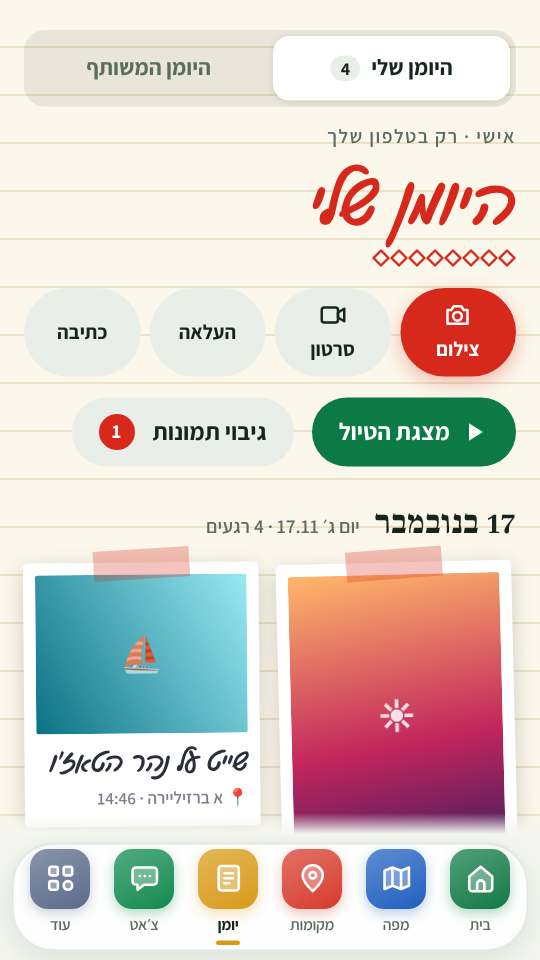 היומן שלי 4
היומן המשותף
אישי · רק בטלפון שלך
היומן שלי
צילום
סרטון
העלאה
כתיבה
מצגת הטיול
גיבוי תמונות 1
17 בנובמבר יום ג׳ 17.11 · 4 רגעים
שייט על נהר הטאז'ו
א ברזיליירה · 14:46
בית
מפה
מקומות
יומן
צ׳אט
עוד